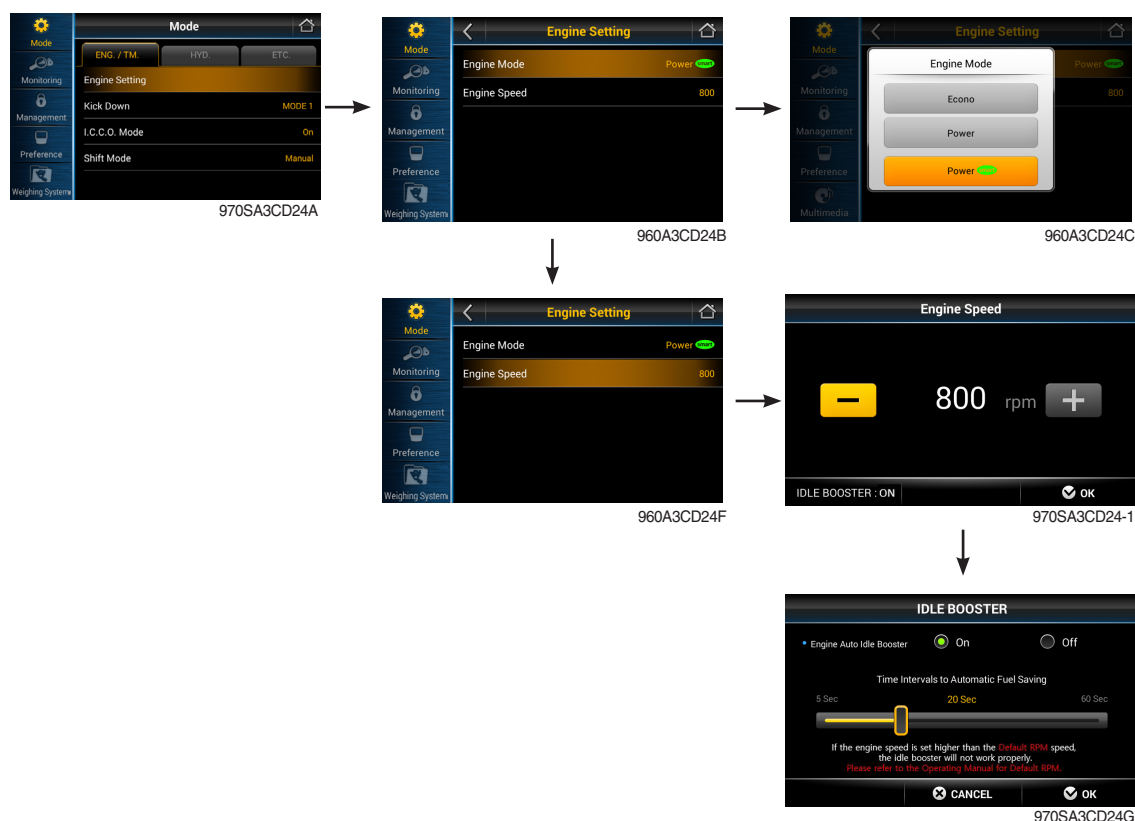 Mode
Mode
ENG. / TM. HYD. ETC.
Monitoring
Engine Setting
Management
Kick Down MODE 1
I.C.C.O. Mode On
Preference
Shift Mode Manual
Weighing System
970SA3CD24A
Mode
Engine Setting
Engine Mode Power smart
Monitoring
Engine Speed 800
Management
Preference
Weighing System
960A3CD24B
Mode
Engine Setting
Power smart
Monitoring
800
Management
Preference
Multimedia
Engine Mode
Econo
Power
Power smart
960A3CD24C
Mode
Engine Setting
Engine Mode Power smart
Monitoring
Engine Speed 800
Management
Preference
Weighing System
960A3CD24F
Engine Speed
− 800 rpm +
IDLE BOOSTER : ON OK
970SA3CD24-1
IDLE BOOSTER
• Engine Auto Idle Booster On Off
Time Intervals to Automatic Fuel Saving
5 Sec 20 Sec 60 Sec
If the engine speed is set higher than the Default RPM speed,
the idle booster will not work properly.
Please refer to the Operating Manual for Default RPM.
CANCEL OK
970SA3CD24G